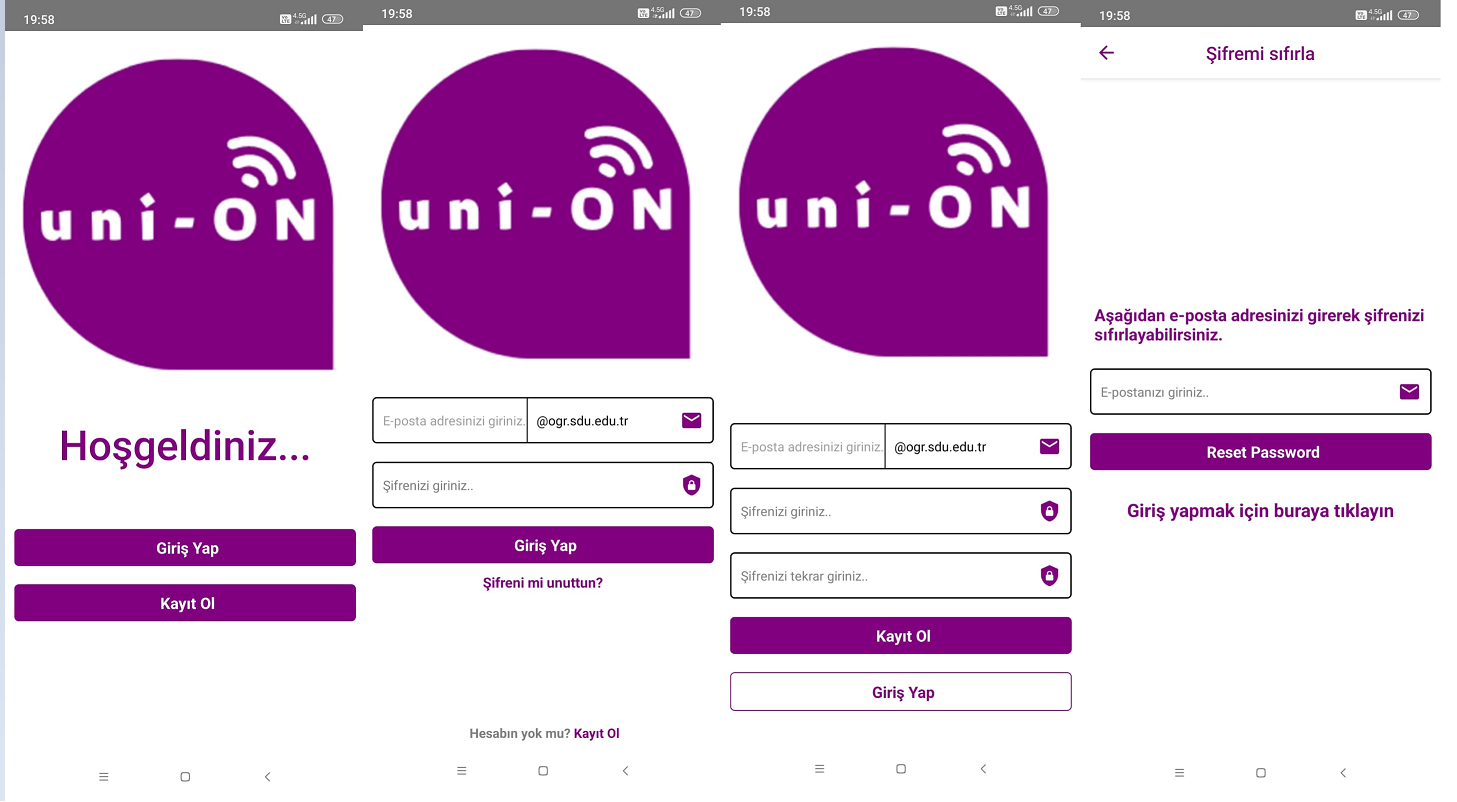 19:58
4.5G
47
uni-ON
Hoşgeldiniz...
Giriş Yap
Kayıt Ol
19:58
4.5G
47
uni-ON
E-posta adresinizi giriniz.
@ogr.sdu.edu.tr
Şifrenizi giriniz..
Giriş Yap
Şifreni mi unuttun?
Hesabın yok mu? Kayıt Ol
19:58
4.5G
47
uni-ON
E-posta adresinizi giriniz.
@ogr.sdu.edu.tr
Şifrenizi giriniz..
Şifrenizi tekrar giriniz..
Kayıt Ol
Giriş Yap
19:58
4.5G
47
Şifremi sıfırla
Aşağıdan e-posta adresinizi girerek şifrenizi
sıfırlayabilirsiniz.
E-postanızı giriniz..
Reset Password
Giriş yapmak için buraya tıklayın